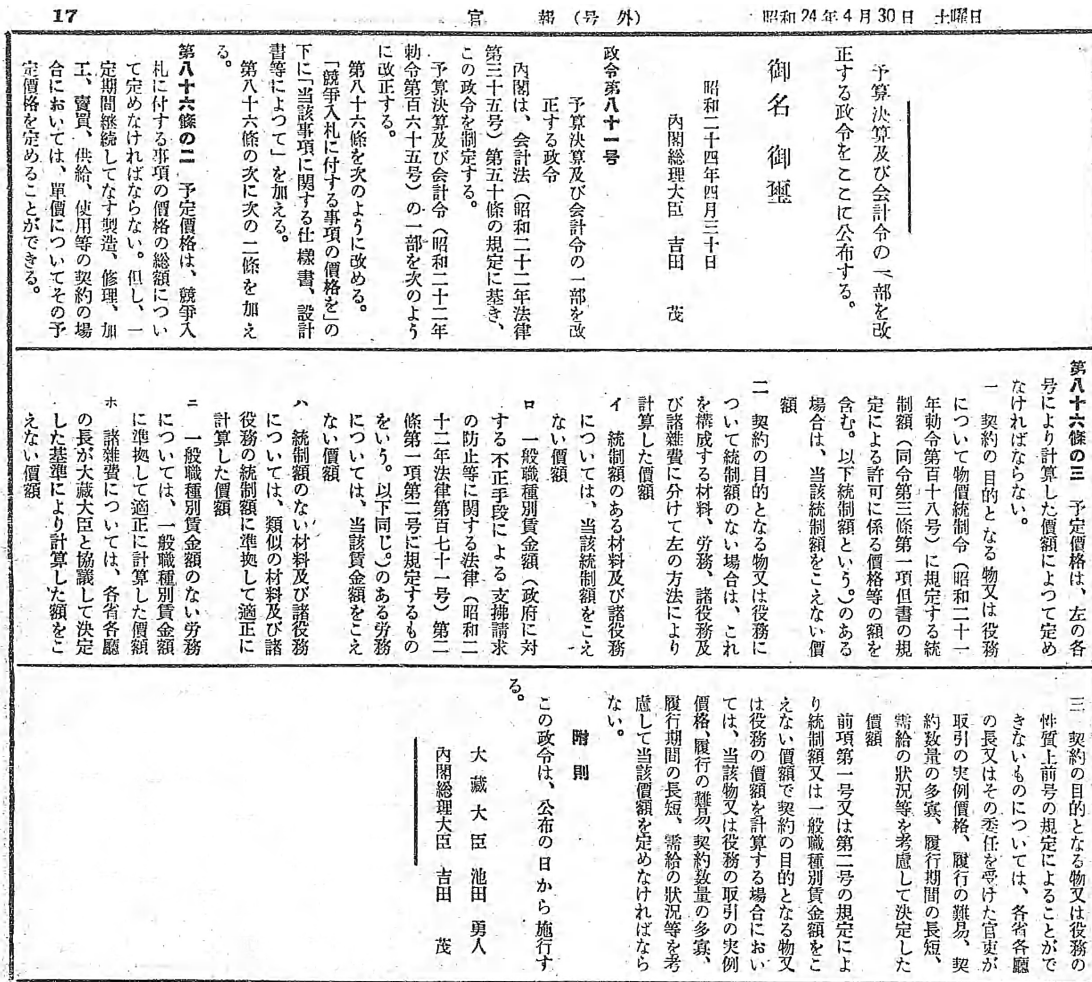 17
官報(号外)
昭和24年4月30日 土曜日
予算決算及び会計令の一部を改
正する政令をここに公布する。
御名御璽
昭和二十四年四月三十日
内閣総理大臣 吉田 茂
政令第八十一号
予算決算及び会計令の一部を改
正する政令
内閣は、会計法(昭和二十二年法律
第三十五号)第五十條の規定に基き、
この政令を制定する。
予算決算及び会計令(昭和二十二年
勅令第百六十五号)の一部を次のよう
に改正する。
第八十六條を次のように改める。
「競爭入札に付する事項の價格を」の
下に「当該事項に関する仕樣書、設計
書等によつて」を加える。
第八十六條の次に次の二條を加え
る。
第八十六條の二 予定價格は、競爭入
札に付する事項の價格の総額につい
て定めなければならない。但し、一
定期間継続してなす製造、修理、加
工、賣買、供給、使用等の契約の場
合においては、單價についてその予
定價格を定めることができる。
第八十六條の三 予定價格は、左の各
号により計算した價額によつて定め
なければならない。
一 契約の目的となる物又は役務
について物價統制令(昭和二十一
年勅令第百十八号)に規定する統
制額(同令第三條第一項但書の規
定による許可に係る價格等の額を
含む。以下統制額という。)のある
場合は、当該統制額をこえない價
額
二 契約の目的となる物又は役務に
ついて統制額のない場合は、これ
を構成する材料、労務、諸役務及
び諸雜費に分けて左の方法により
計算した價額
イ 統制額のある材料及び諸役務
については、当該統制額をこえ
ない價額
ロ 一般職種別賃金額(政府に対
する不正手段による支拂請求
の防止等に関する法律(昭和二
十二年法律第百七十一号)第二
條第一項第二号に規定するもの
をいう。以下同じ。)のある労務
については、当該賃金額をこえ
ない價額
ハ 統制額のない材料及び諸役務
については、類似の材料及び諸
役務の統制額に準拠して適正に
計算した價額
ニ 一般職種別賃金額のない労務
については、一般職種別賃金額
に準拠して適正に計算した價額
ホ 諸雜費については、各省各廳
の長が大藏大臣と協議して決定
した基準により計算した額をこ
えない價額
三 契約の目的となる物又は役務の
性質上前号の規定によることがで
きないものについては、各省各廳
の長又はその委任を受けた官吏が
取引の実例價格、履行の難易、契
約数量の多寡、履行期間の長短、
需給の狀況等を考慮して決定した
價額
前項第一号又は第二号の規定によ
り統制額又は一般職種別賃金額をこ
えない價額で契約の目的となる物又
は役務の價額を計算する場合におい
ては、当該物又は役務の取引の実例
價格、履行の難易、契約数量の多寡、
履行期間の長短、需給の狀況等を考
慮して当該價額を定めなければなら
ない。
附則
この政令は、公布の日から施行す
る。
大藏大臣 池田 勇人
内閣総理大臣 吉田 茂